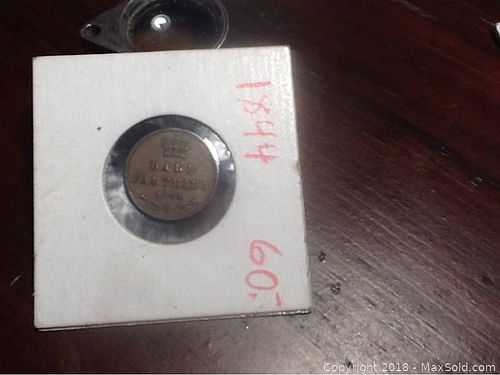 1844
60.-
HALF
FARTHING
Copyright 2018 - MaxSold.com